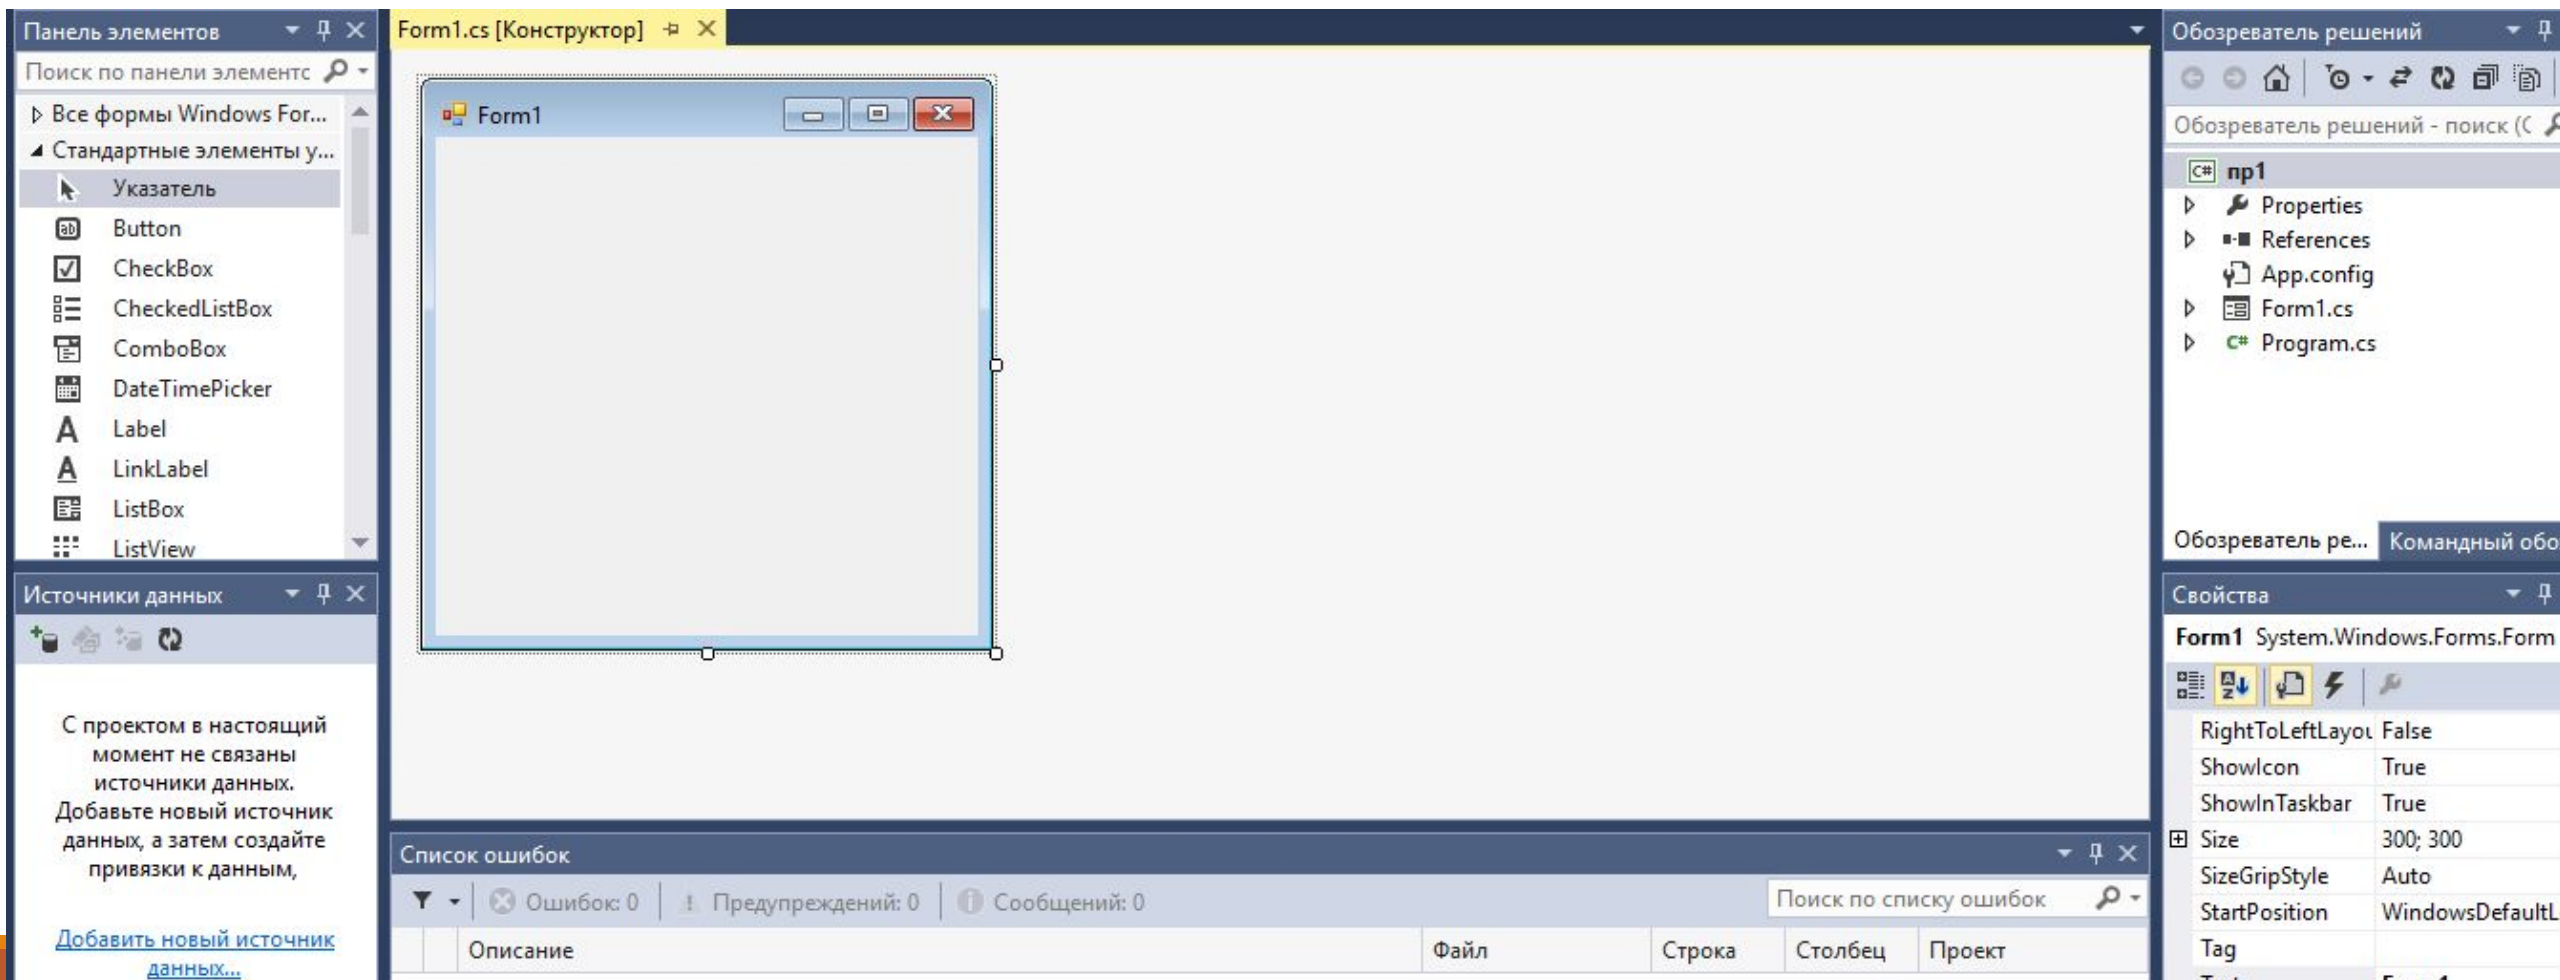 Панель элементов
Поиск по панели элементс
Все формы Windows For...
Стандартные элементы у...
Указатель
Button
CheckBox
CheckedListBox
ComboBox
DateTimePicker
Label
LinkLabel
ListBox
ListView
Источники данных
С проектом в настоящий
момент не связаны
источники данных.
Добавьте новый источник
данных, а затем создайте
привязки к данным,
Добавить новый источник
данных...
Form1.cs [Конструктор]
Form1
Список ошибок
Ошибок: 0
Предупреждений: 0
Сообщений: 0
Поиск по списку ошибок
Описание
Файл
Строка
Столбец
Проект
Обозреватель решений
Обозреватель решений - поиск (C
C# пр1
Properties
References
App.config
Form1.cs
C# Program.cs
Обозреватель ре...
Командный обо
Свойства
Form1 System.Windows.Forms.Form
RightToLeftLayou False
ShowIcon True
ShowInTaskbar True
Size 300; 300
SizeGripStyle Auto
StartPosition WindowsDefaultL
Tag